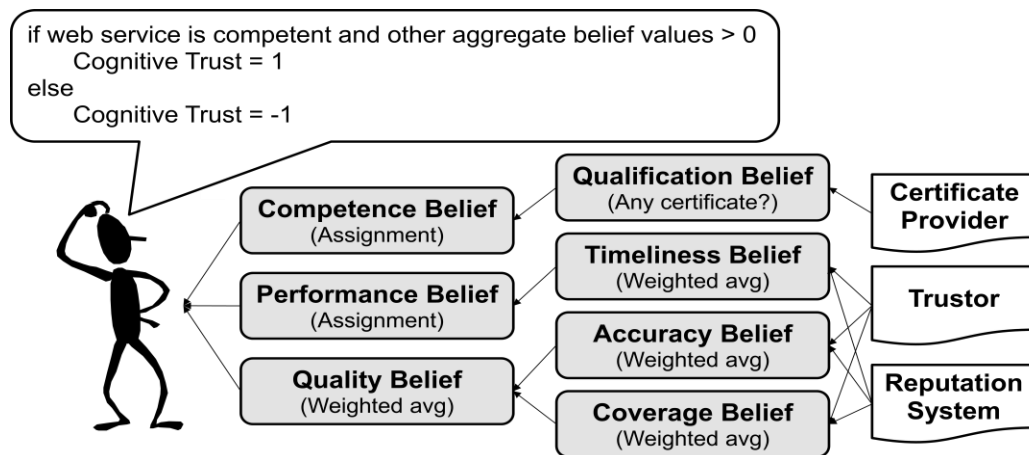 if web service is competent and other aggregate belief values > 0
Cognitive Trust = 1
else
Cognitive Trust = -1
Competence Belief
(Assignment)
Performance Belief
(Assignment)
Quality Belief
(Weighted avg)
Qualification Belief
(Any certificate?)
Timeliness Belief
(Weighted avg)
Accuracy Belief
(Weighted avg)
Coverage Belief
(Weighted avg)
Certificate
Provider
Trustor
Reputation
System